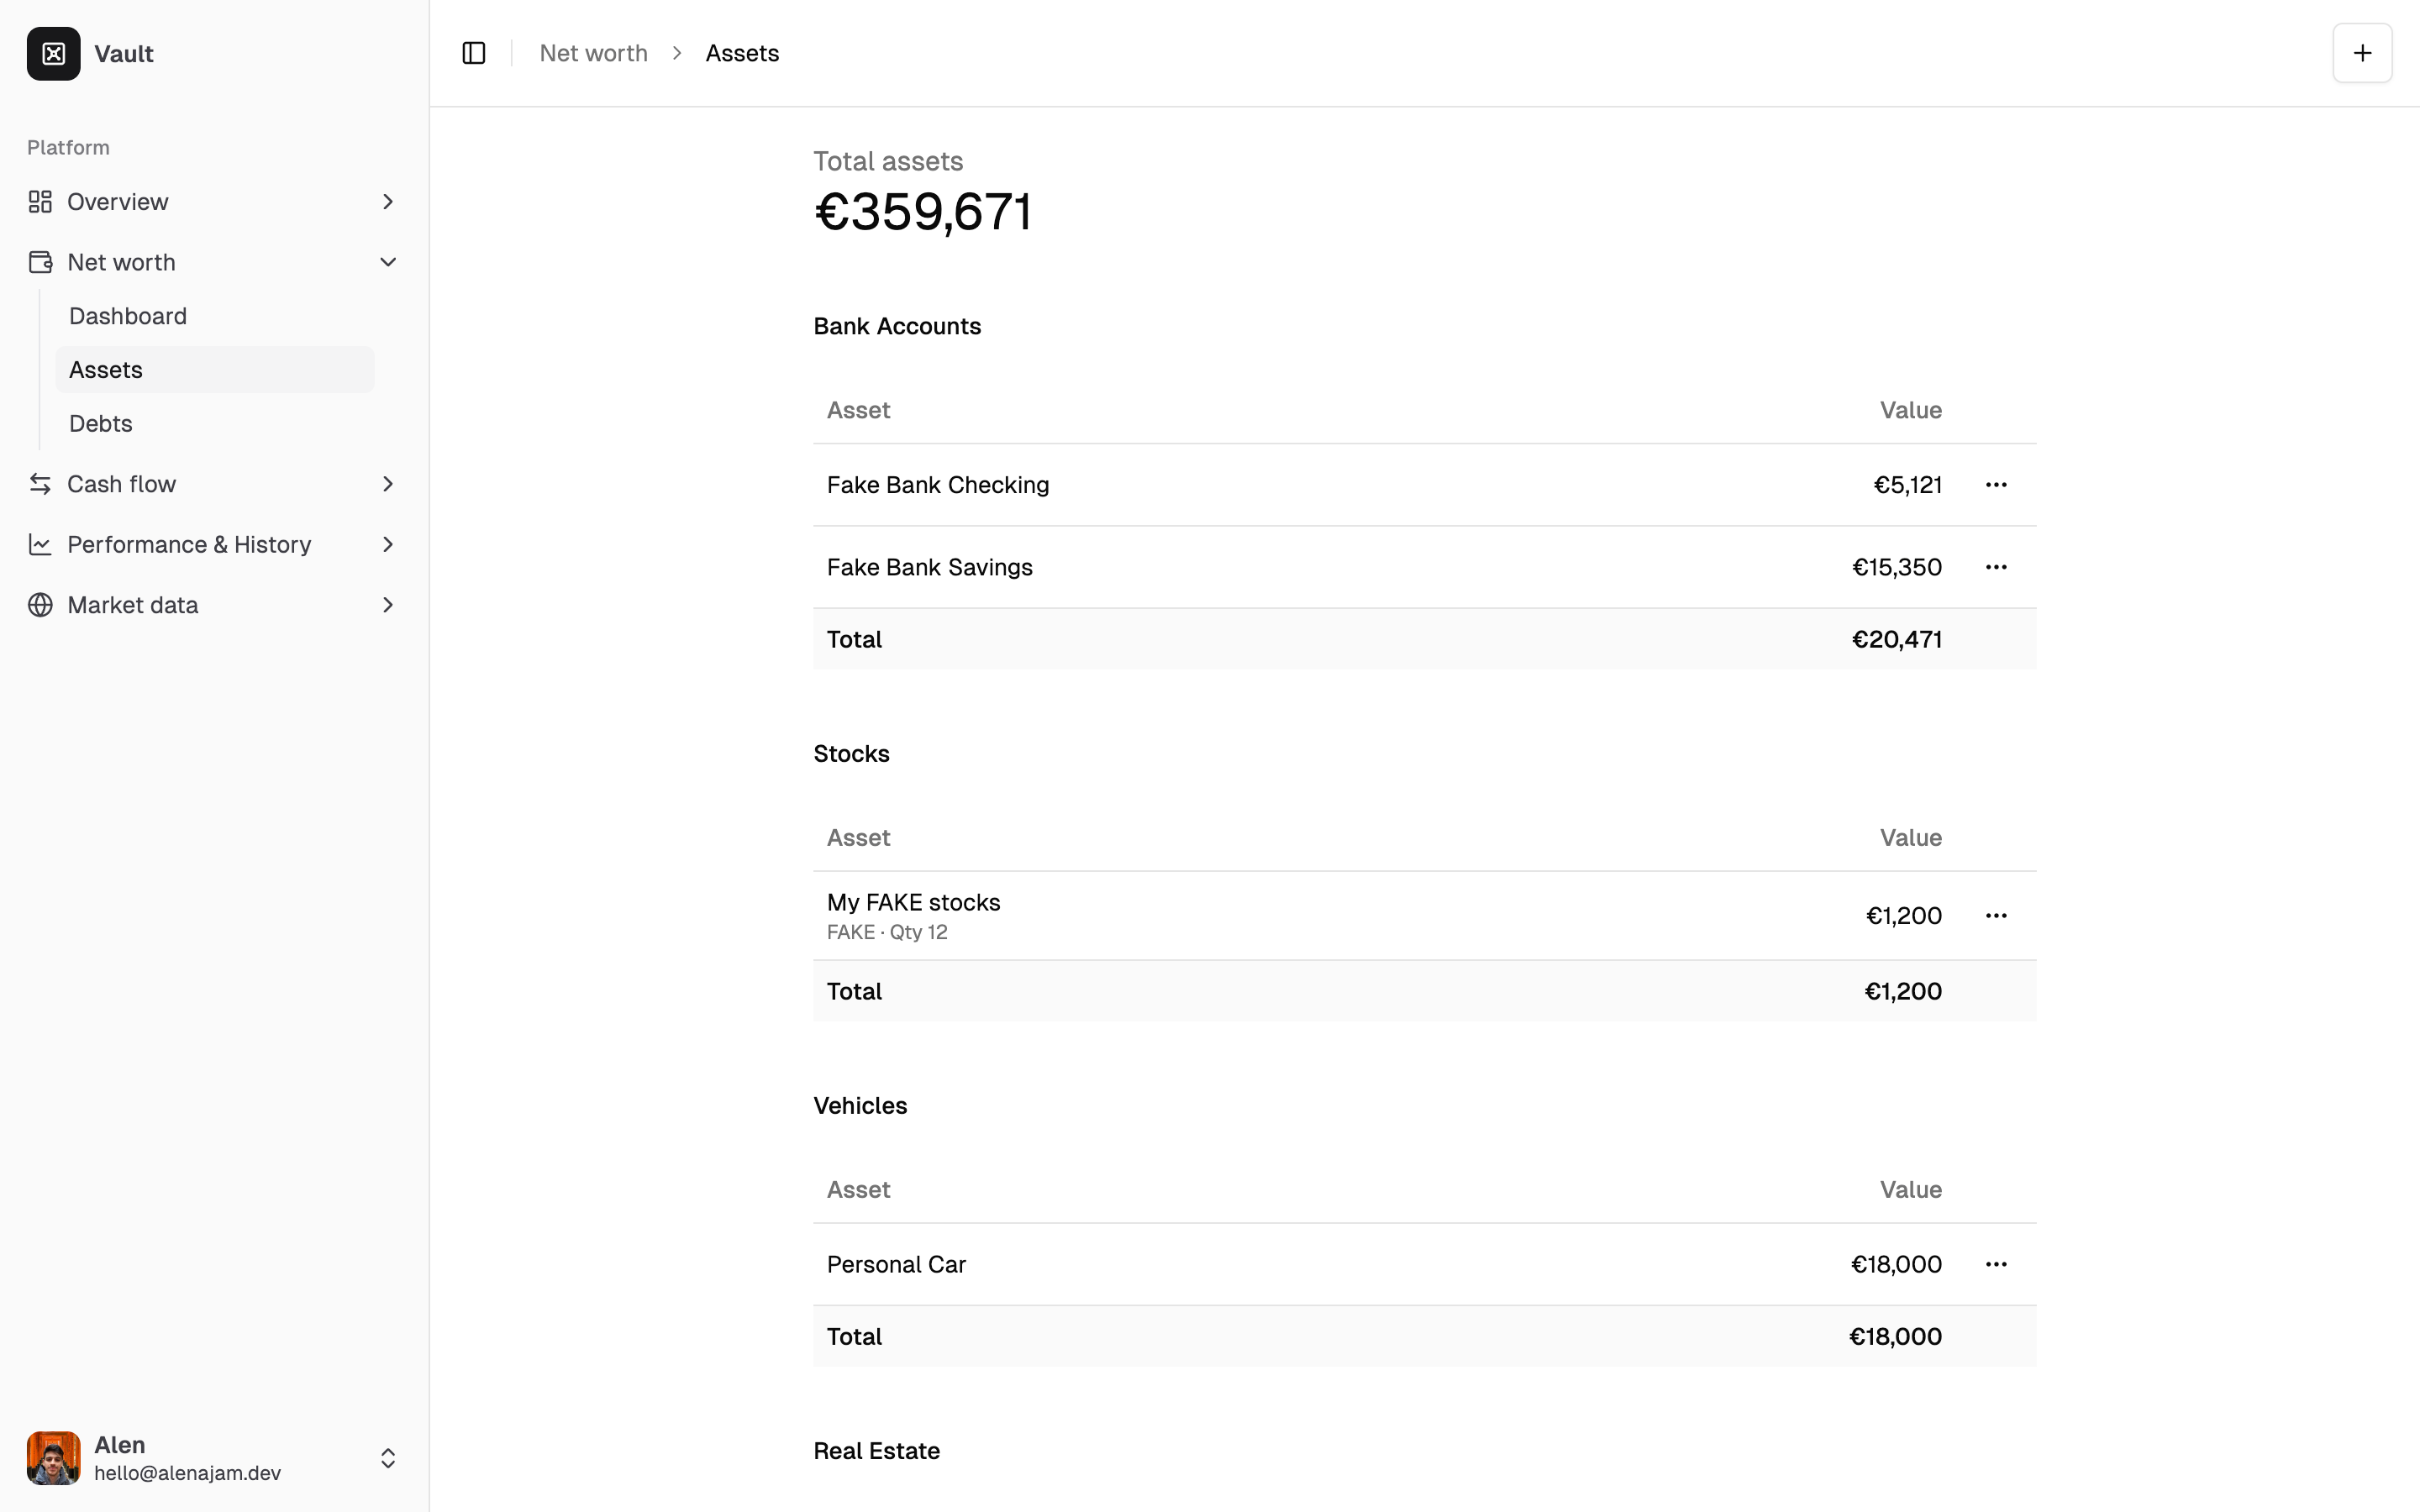 Vault
Platform
Overview
Net worth
Dashboard
Assets
Debts
Cash flow
Performance & History
Market data
Alen
hello@alenajam.dev
Net worth > Assets
Total assets
€359,671
Bank Accounts
Asset Value
Fake Bank Checking €5,121
Fake Bank Savings €15,350
Total €20,471
Stocks
Asset Value
My FAKE stocks €1,200
FAKE · Qty 12
Total €1,200
Vehicles
Asset Value
Personal Car €18,000
Total €18,000
Real Estate